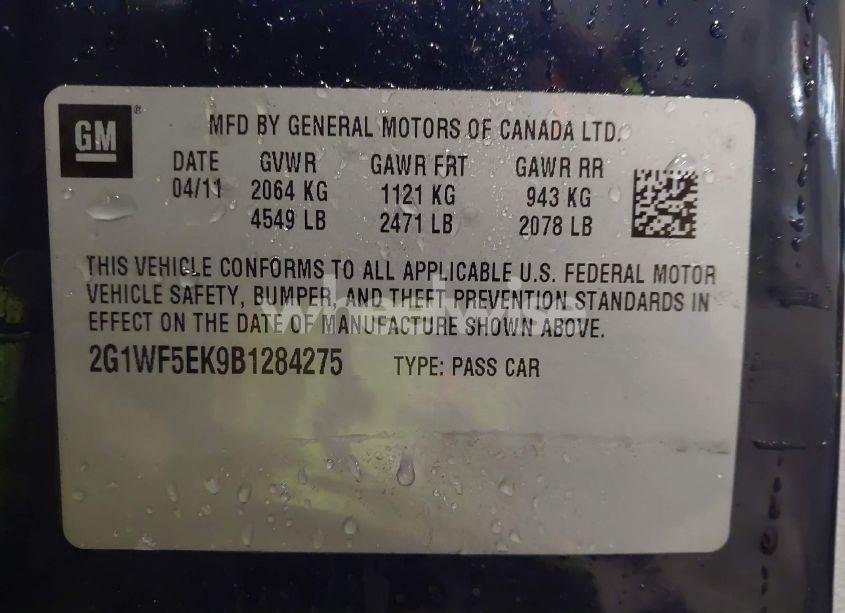 GM®
MFD BY GENERAL MOTORS OF CANADA LTD.
DATE GVWR GAWR FRT GAWR RR
04/11 2064 KG 1121 KG 943 KG
4549 LB 2471 LB 2078 LB
THIS VEHICLE CONFORMS TO ALL APPLICABLE U.S. FEDERAL MOTOR
VEHICLE SAFETY, BUMPER, AND THEFT PREVENTION STANDARDS IN
EFFECT ON THE DATE OF MANUFACTURE SHOWN ABOVE.
2G1WF5EK9B1284275 TYPE: PASS CAR